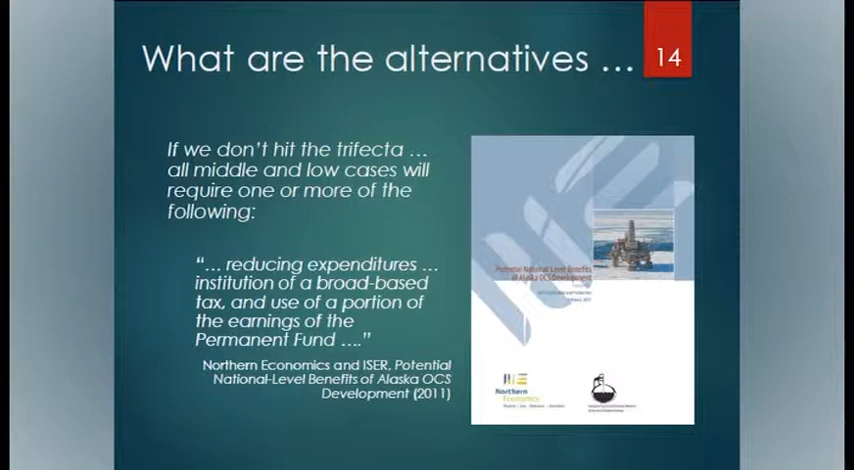 What are the alternatives …
14
If we don't hit the trifecta …
all middle and low cases will
require one or more of the
following:
"… reducing expenditures …
institution of a broad-based
tax, and use of a portion of
the earnings of the
Permanent Fund …."
Northern Economics and ISER, Potential
National-Level Benefits of Alaska OCS
Development (2011)
Potential National-Level Benefits
of Alaska OCS Development
Northern
Economics